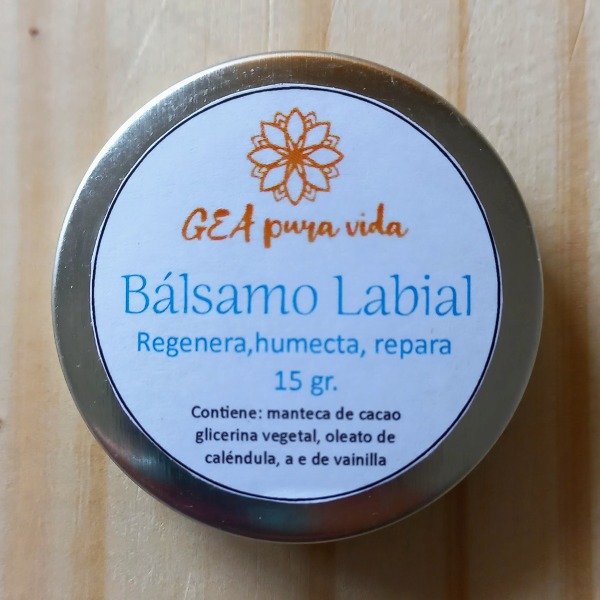 GEA pura vida
Bálsamo Labial
Regenera,humecta, repara
15 gr.
Contiene: manteca de cacao
glicerina vegetal, oleato de
caléndula, a e de vainilla